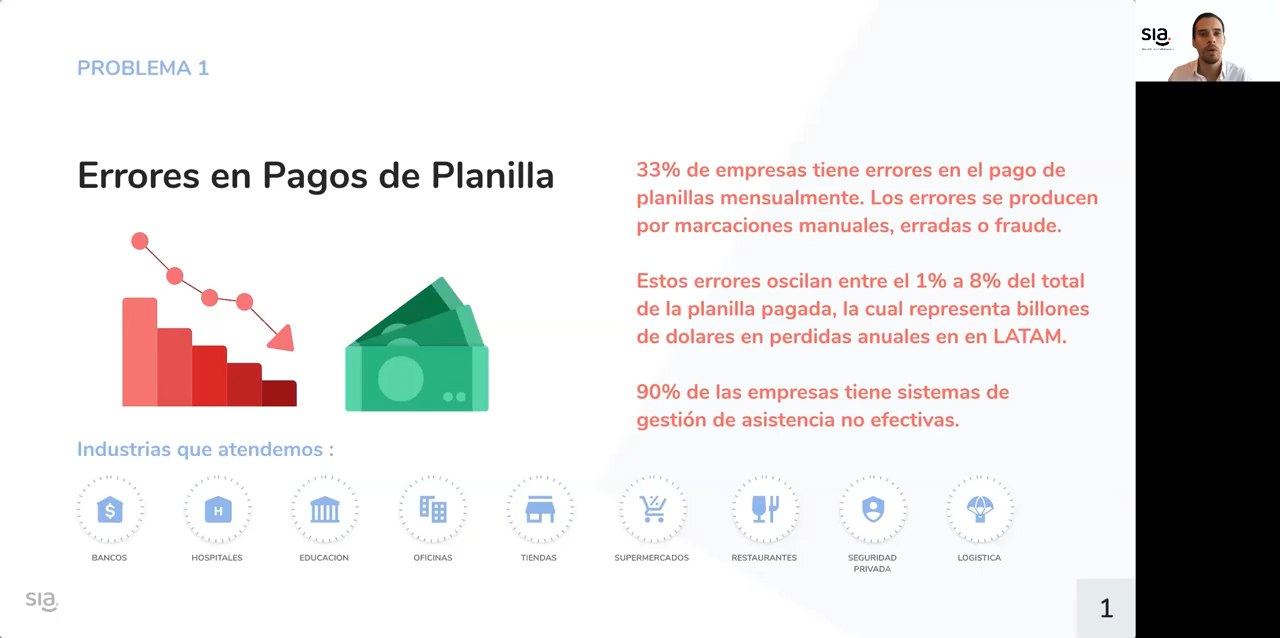 PROBLEMA 1
Errores en Pagos de Planilla
33% de empresas tiene errores en el pago de
planillas mensualmente. Los errores se producen
por marcaciones manuales, erradas o fraude.
Estos errores oscilan entre el 1% a 8% del total
de la planilla pagada, la cual representa billones
de dolares en perdidas anuales en en LATAM.
90% de las empresas tiene sistemas de
gestión de asistencia no efectivas.
Industrias que atendemos :
$
H
BANCOS
HOSPITALES
EDUCACION
OFICINAS
TIENDAS
SUPERMERCADOS
RESTAURANTES
SEGURIDAD
PRIVADA
LOGISTICA
sia.
1
sia.